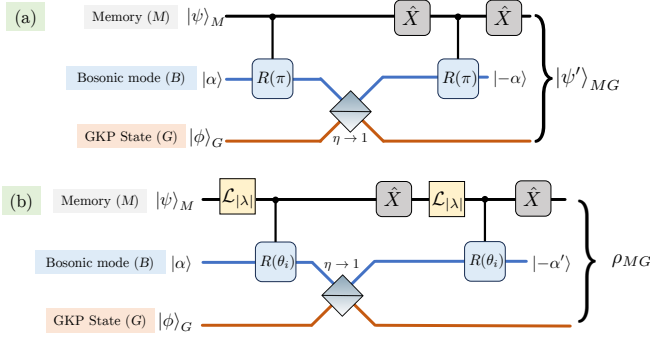 (a)
Memory (M) |ψ⟩_M X̂ X̂
Bosonic mode (B) |α⟩ R(π) R(π) |−α⟩ |ψ′⟩_MG
GKP State (G) |ϕ⟩_G η → 1
(b)
Memory (M) |ψ⟩_M 𝓛_|λ| X̂ 𝓛_|λ| X̂
Bosonic mode (B) |α⟩ R(θ_i) η → 1 R(θ_i) |−α′⟩ ρ_MG
GKP State (G) |ϕ⟩_G